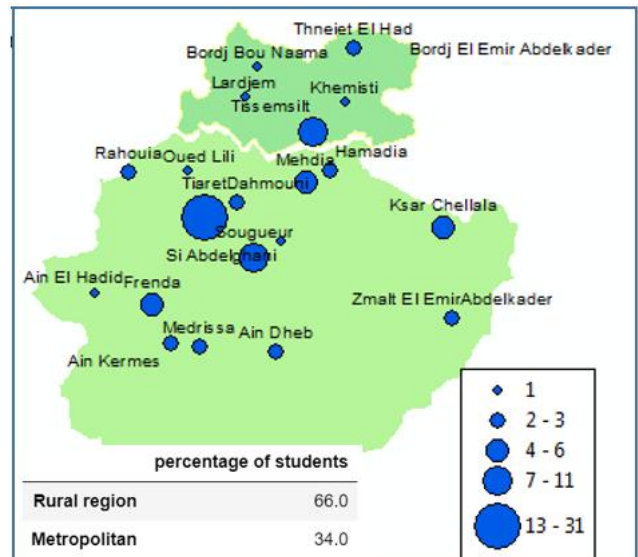 Thneiet El Had
Bordj Bou Naama
Bordj El Emir Abdelkader
Lardjem
Khemisti
Tissemsilt
Rahouia
Oued Lili
Mehdia
Hamadia
Tiaret
Dahmouni
Ksar Chellala
Sougueur
Si Abdelghani
Ain El Hadid
Frenda
Zmalt El EmirAbdelkader
Medrissa
Ain Dheb
Ain Kermes
1
2 - 3
4 - 6
7 - 11
13 - 31
percentage of students
Rural region 66.0
Metropolitan 34.0